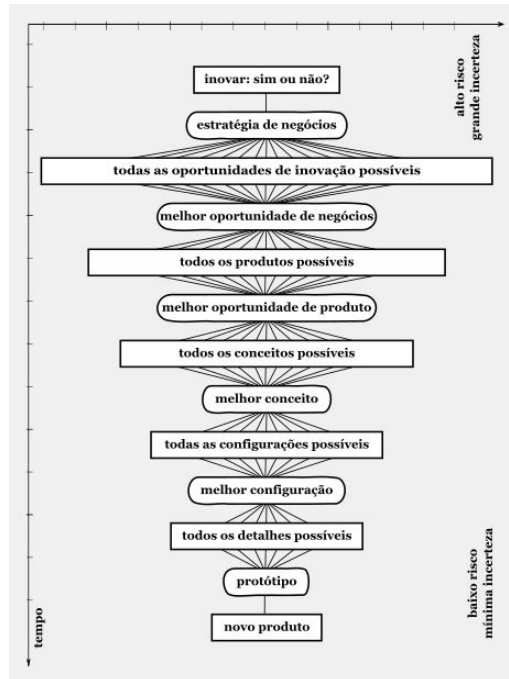 alto risco
grande incerteza
inovar: sim ou não?
estratégia de negócios
todas as oportunidades de inovação possíveis
melhor oportunidade de negócios
todos os produtos possíveis
melhor oportunidade de produto
todos os conceitos possíveis
melhor conceito
todas as configurações possíveis
melhor configuração
todos os detalhes possíveis
protótipo
novo produto
baixo risco
mínima incerteza
tempo